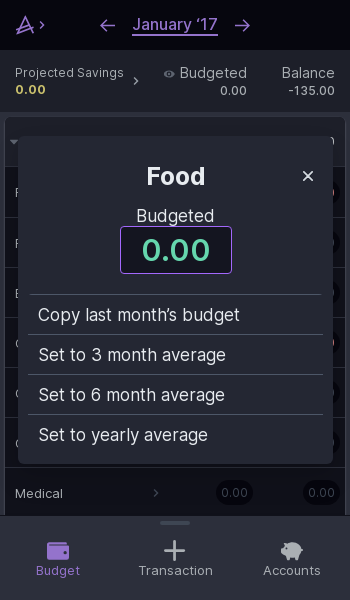 January ‘17
Projected Savings
0.00
Budgeted
0.00
Balance
-135.00
Food
Budgeted
0.00
Copy last month’s budget
Set to 3 month average
Set to 6 month average
Set to yearly average
Medical
0.00
0.00
Budget
Transaction
Accounts